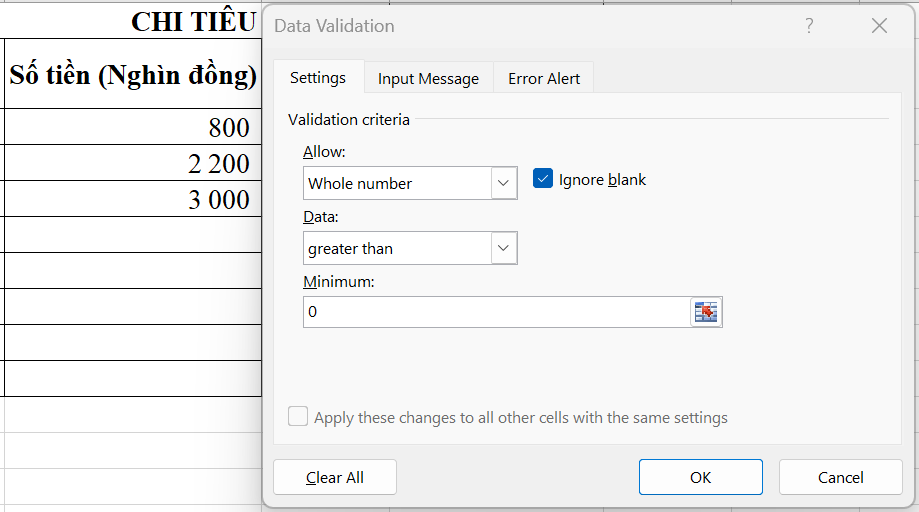 CHI TIÊU
Số tiền (Nghìn đồng)
800
2 200
3 000
Data Validation
?
Settings
Input Message
Error Alert
Validation criteria
Allow:
Whole number
Ignore blank
Data:
greater than
Minimum:
0
Apply these changes to all other cells with the same settings
Clear All
OK
Cancel